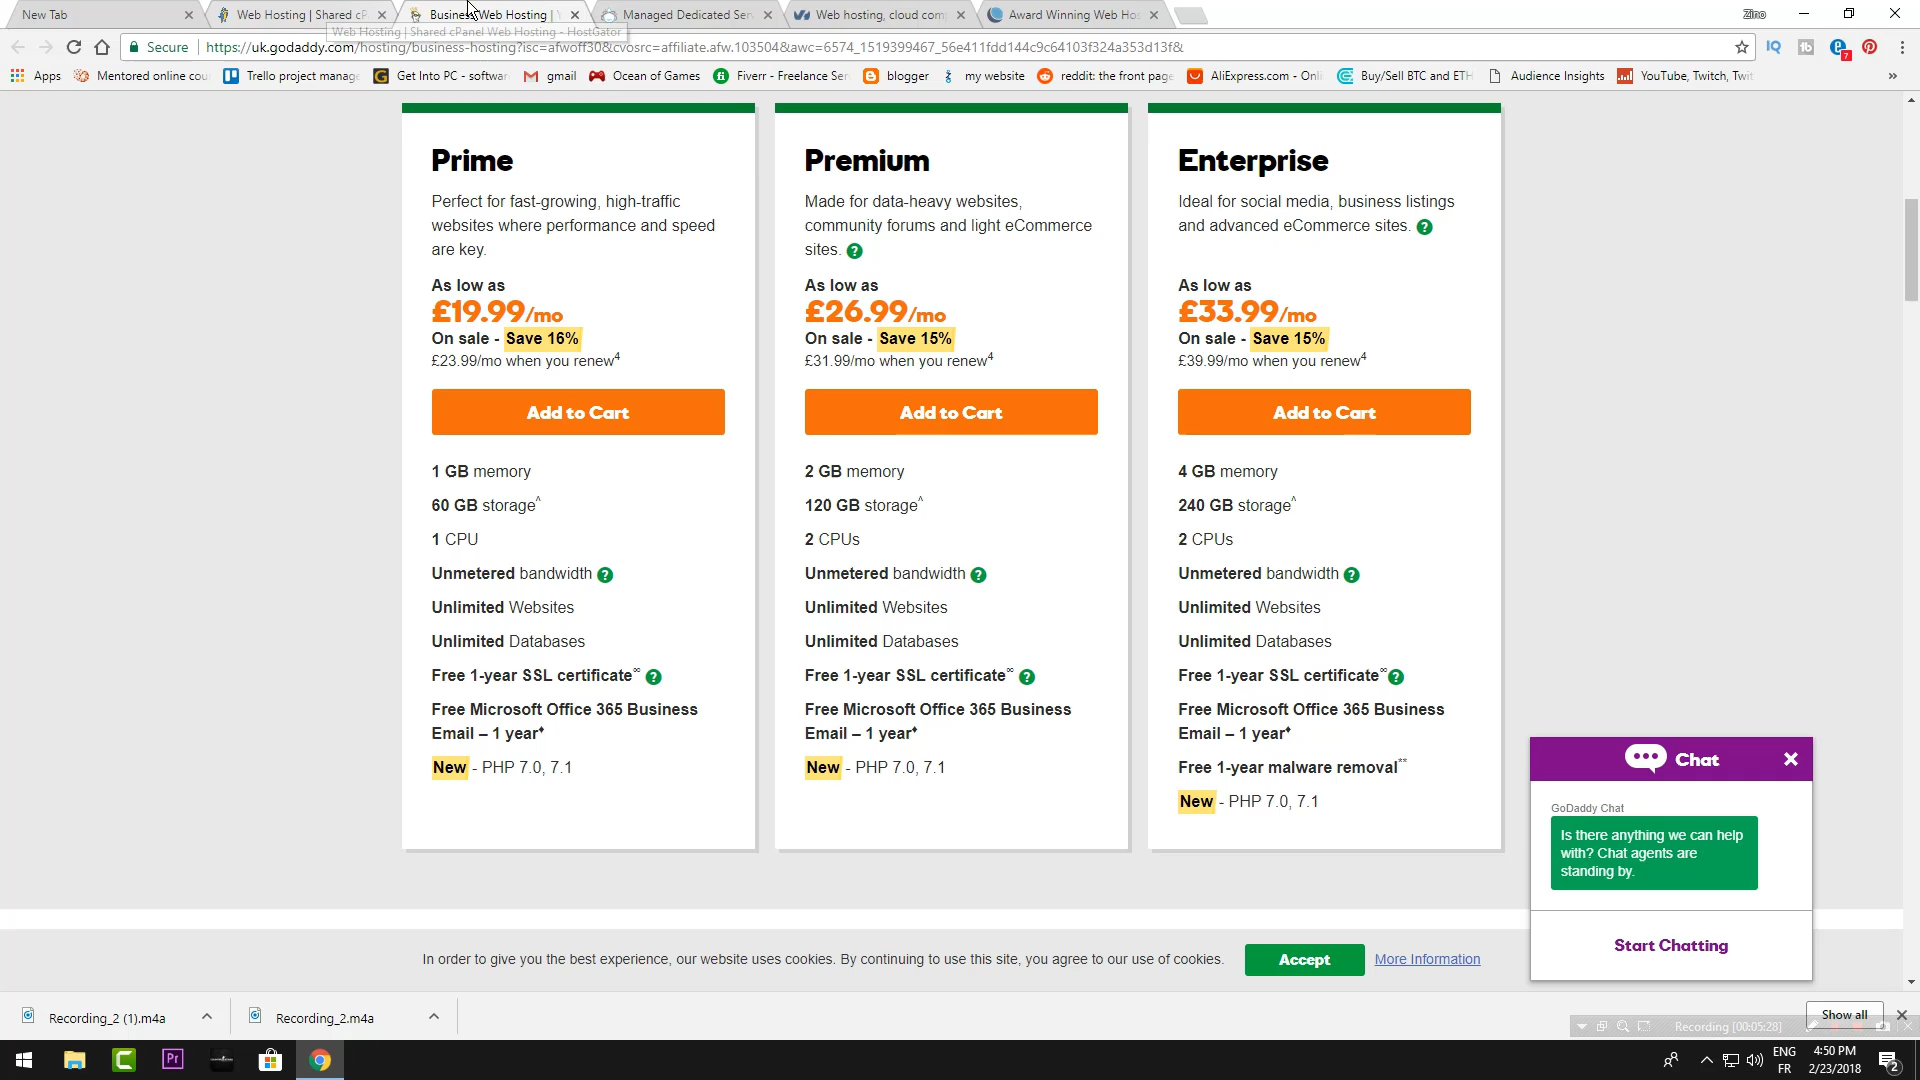 New Tab
Web Hosting | Shared cP
Business Web Hosting |
Managed Dedicated Ser
Web hosting, cloud com
Award Winning Web Hos
Zino
Web Hosting | Shared cPanel Web Hosting - HostGator
Secure
https://uk.godaddy.com/hosting/business-hosting?isc=afwoff30&cvosrc=affiliate.afw.103504&awc=6574_1519399467_56e411fdd144c9c64103f324a353d13f&
7
Apps
Mentored online cou
Trello project manage
Get Into PC - softwar
gmail
Ocean of Games
Fiverr - Freelance Ser
blogger
my website
reddit: the front page
AliExpress.com - Onli
Buy/Sell BTC and ETH
Audience Insights
YouTube, Twitch, Twit
»
Prime
Perfect for fast-growing, high-traffic
websites where performance and speed
are key.
As low as
£19.99/mo
On sale - Save 16%
£23.99/mo when you renew4
Add to Cart
1 GB memory
60 GB storage^
1 CPU
Unmetered bandwidth ?
Unlimited Websites
Unlimited Databases
Free 1-year SSL certificate∞ ?
Free Microsoft Office 365 Business
Email – 1 year♦
New - PHP 7.0, 7.1
Premium
Made for data-heavy websites,
community forums and light eCommerce
sites. ?
As low as
£26.99/mo
On sale - Save 15%
£31.99/mo when you renew4
Add to Cart
2 GB memory
120 GB storage^
2 CPUs
Unmetered bandwidth ?
Unlimited Websites
Unlimited Databases
Free 1-year SSL certificate∞ ?
Free Microsoft Office 365 Business
Email – 1 year♦
New - PHP 7.0, 7.1
Enterprise
Ideal for social media, business listings
and advanced eCommerce sites. ?
As low as
£33.99/mo
On sale - Save 15%
£39.99/mo when you renew4
Add to Cart
4 GB memory
240 GB storage^
2 CPUs
Unmetered bandwidth ?
Unlimited Websites
Unlimited Databases
Free 1-year SSL certificate∞ ?
Free Microsoft Office 365 Business
Email – 1 year♦
Free 1-year malware removal**
New - PHP 7.0, 7.1
Chat
GoDaddy Chat
Is there anything we can help
with? Chat agents are
standing by.
Start Chatting
In order to give you the best experience, our website uses cookies. By continuing to use this site, you agree to our use of cookies.
Accept
More Information
Recording_2 (1).m4a
Recording_2.m4a
Show all
Recording [00:05:28]
Pr
ENG
FR
4:50 PM
2/23/2018
2